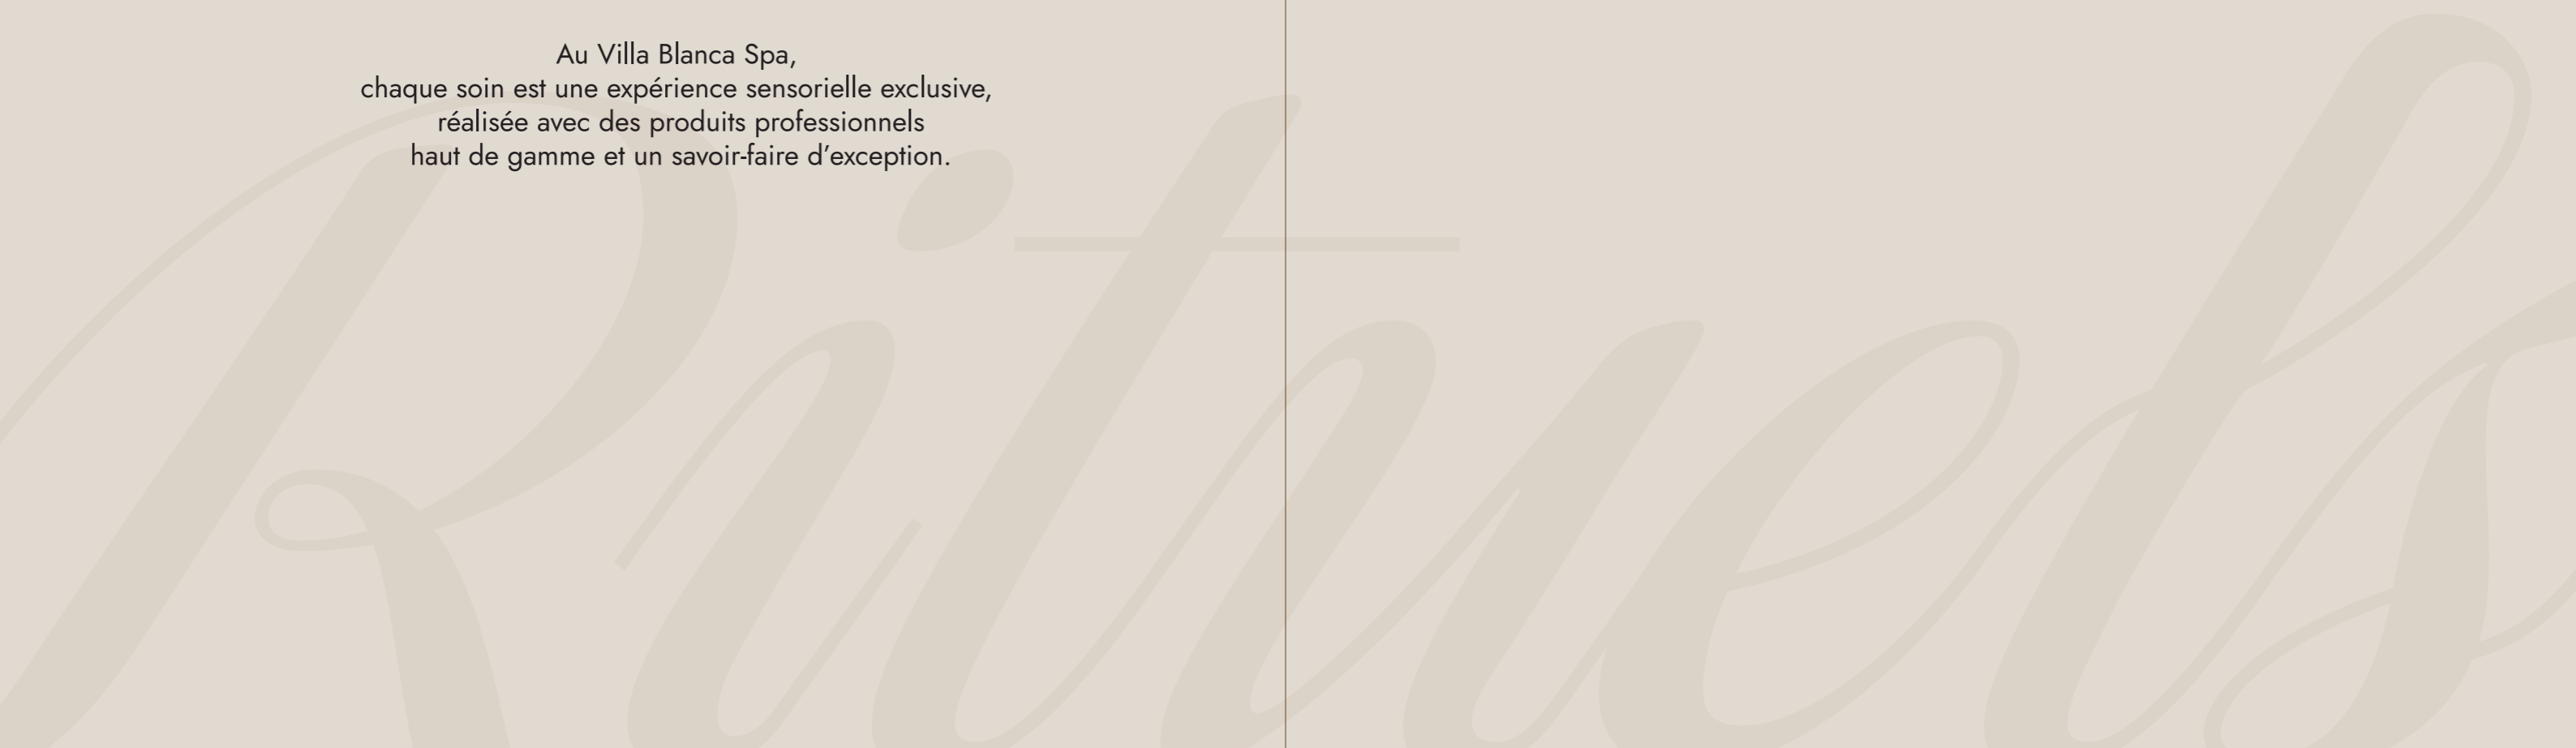 Au Villa Blanca Spa,
chaque soin est une expérience sensorielle exclusive,
réalisée avec des produits professionnels
haut de gamme et un savoir-faire d’exception.
Rituels